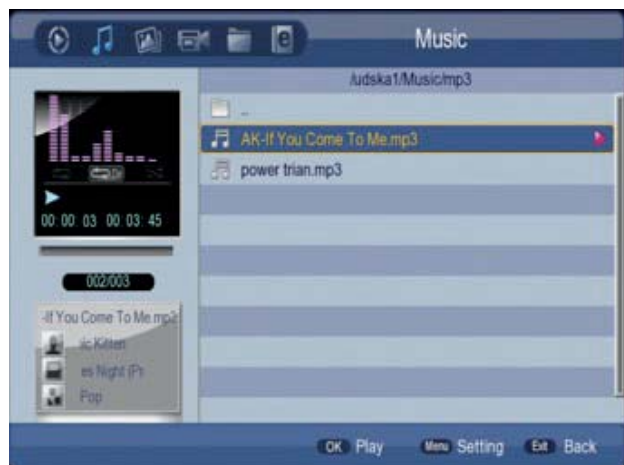 Music
/udska1/Music/mp3
..
AK-If You Come To Me.mp3
power trian.mp3
00:00:03 00:03:45
002/003
-If You Come To Me.mp3
ic Kitten
es Night (Pr
Pop
OK Play Menu Setting Exit Back